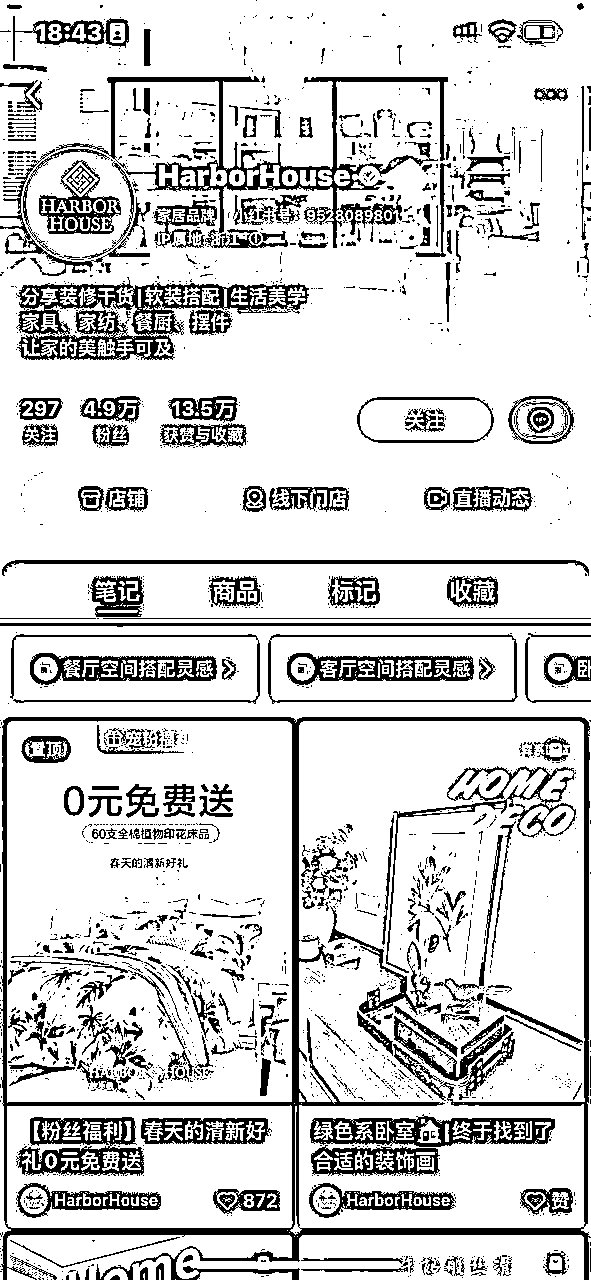 18:43
HarborHouse
HARBOR
HOUSE
家居品牌 小红书号：952808980
IP属地：浙江
分享装修干货|软装搭配|生活美学
家具、家纺、餐厨、摆件
让家的美触手可及
297 4.9万 13.5万
关注 粉丝 获赞与收藏
关注
店铺 线下门店 直播动态
笔记 商品 标记 收藏
餐厅空间搭配灵感 客厅空间搭配灵感
置顶
0元免费送
60支全棉植物印花床品
春天的清新好礼
HARBOR HOUSE
HOME
DECO
【粉丝福利】春天的清新好
礼0元免费送
HarborHouse 872
绿色系卧室🏠|终于找到了
合适的装饰画
HarborHouse 赞
Home